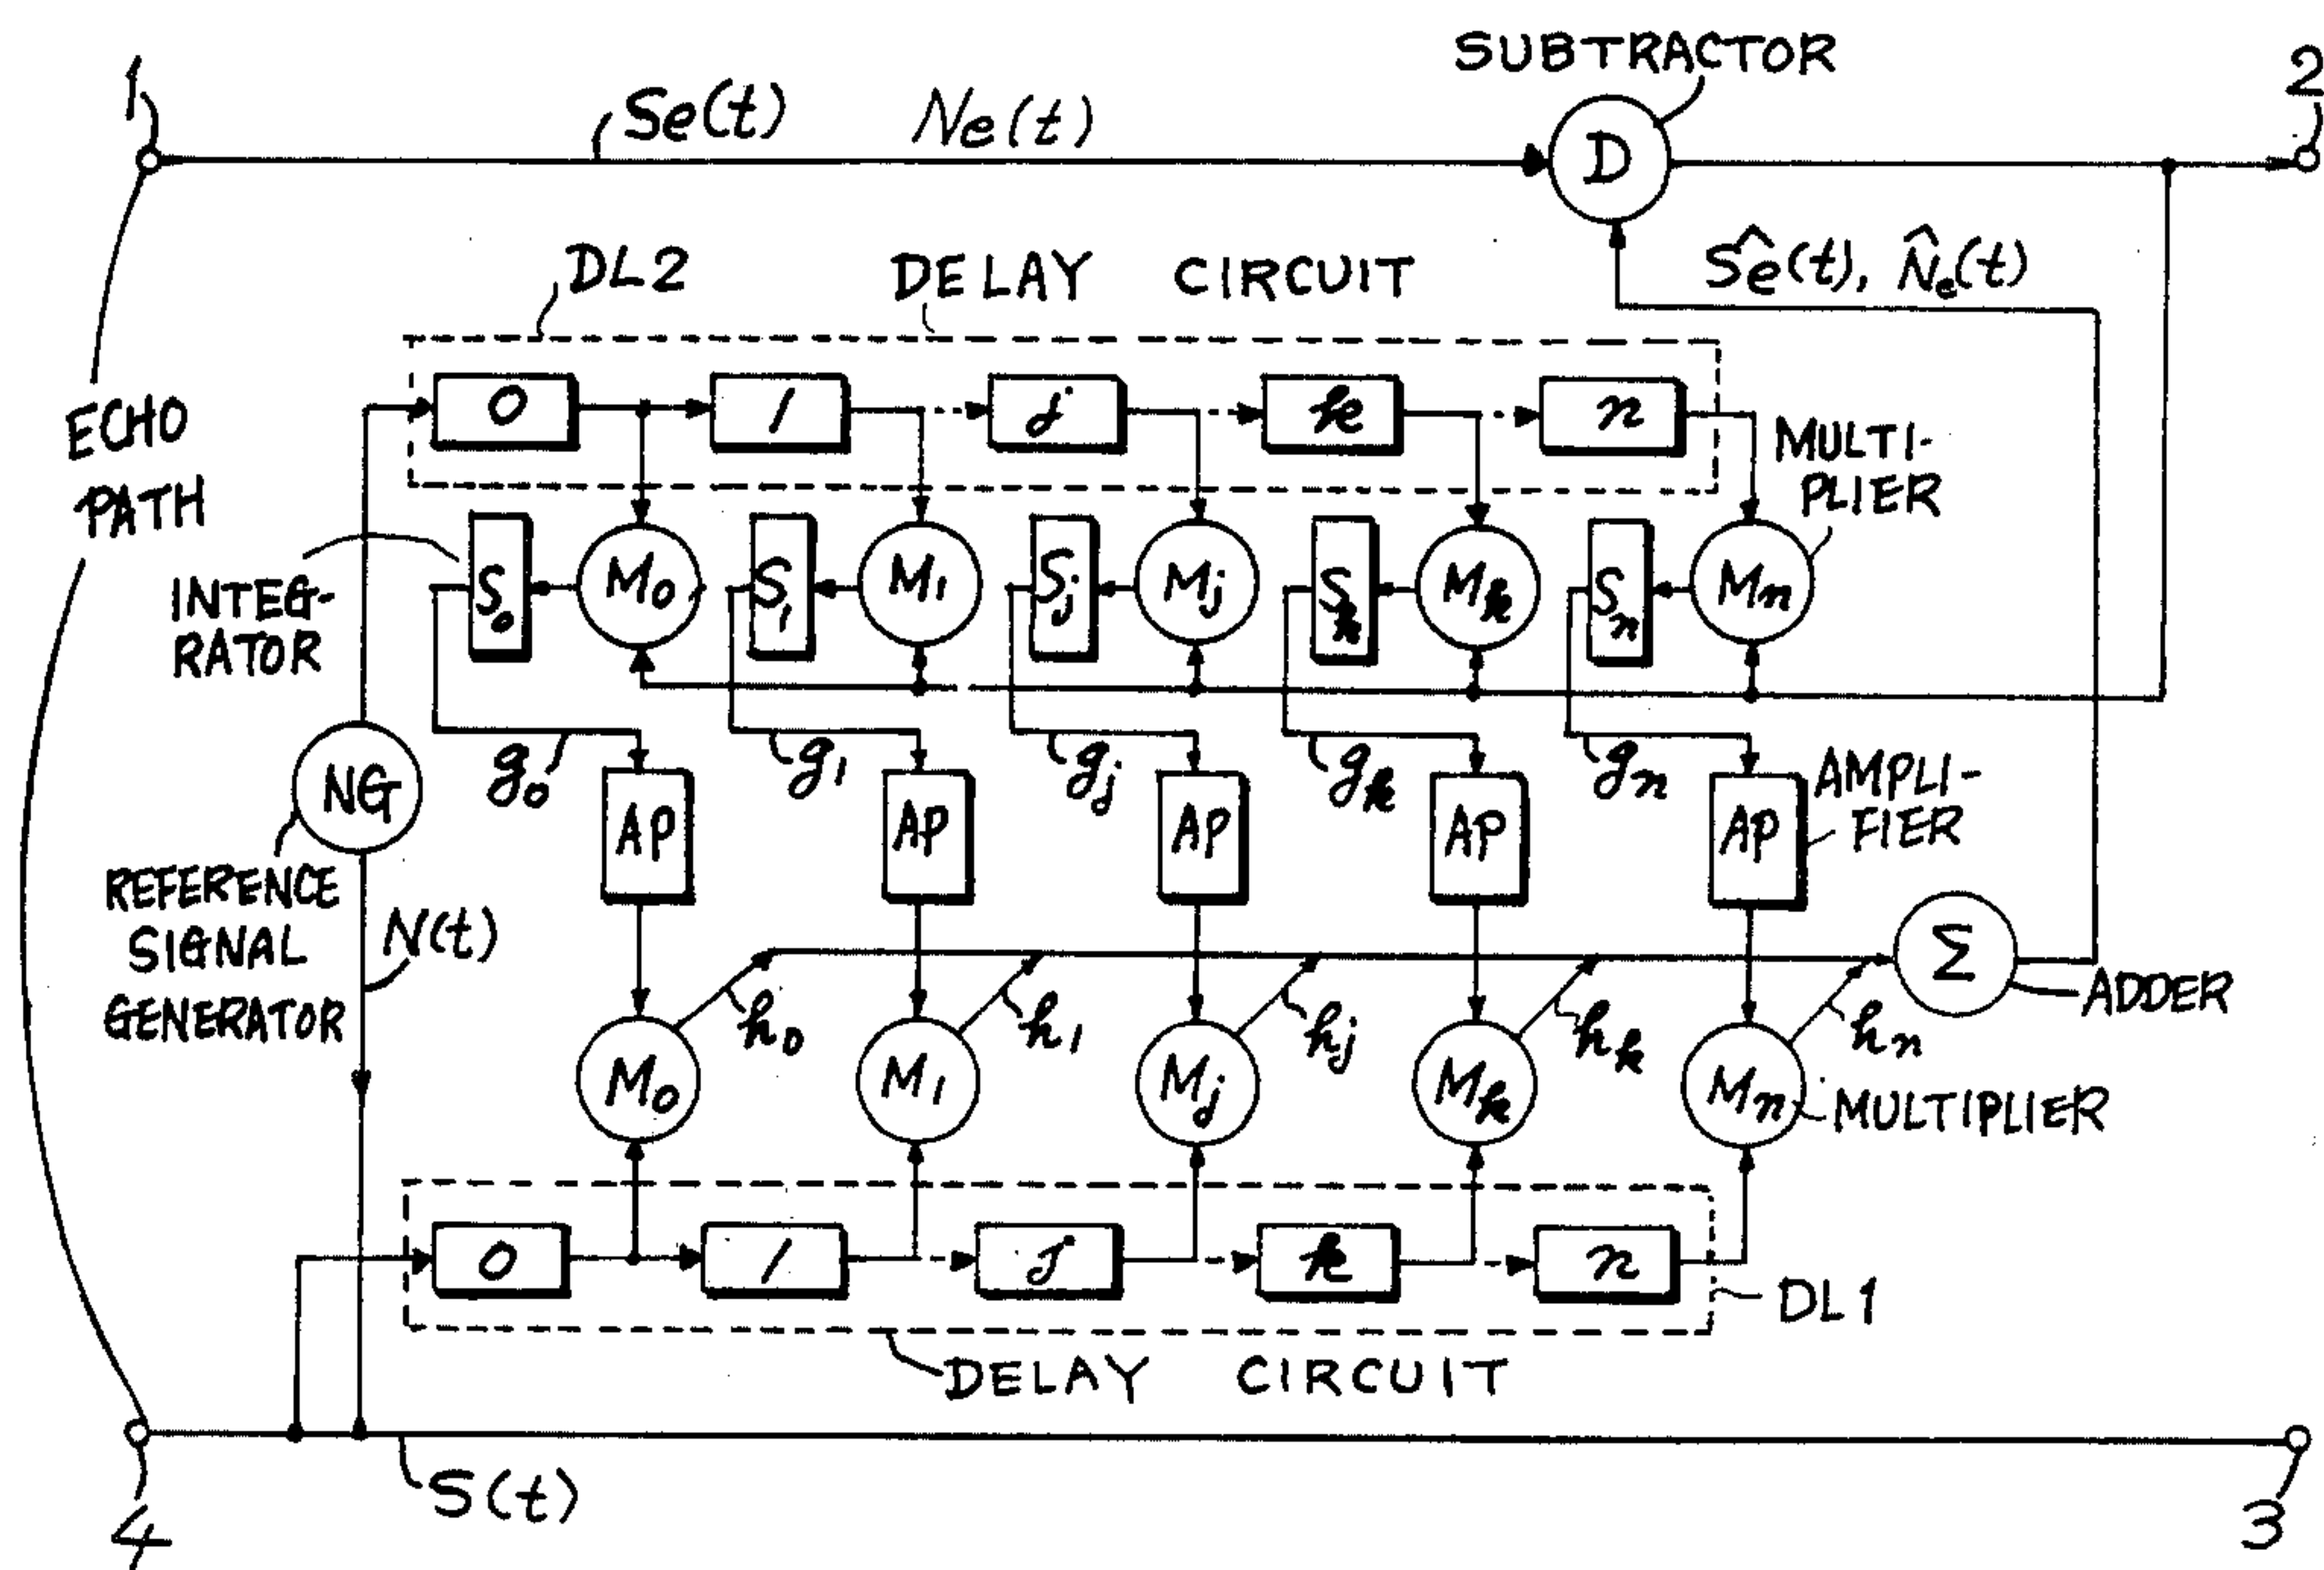 SUBTRACTOR
1
Se(t) Ne(t)
D
2
DL2 DELAY CIRCUIT
Ŝe(t), N̂e(t)
0 1 j k n
ECHO
PATH
MULTI-
PLIER
S0 M0 S1 M1 Sj Mj Sk Mk Sn Mn
INTEG-
RATOR
g0 g1 gj gk gn
NG
AP AP AP AP AP
AMPLI-
FIER
REFERENCE
SIGNAL
GENERATOR
N(t)
Σ
ADDER
h0 h1 hj hk hn
M0 M1 Mj Mk Mn
MULTIPLIER
0 1 j k n
DL1
DELAY CIRCUIT
S(t)
4
3